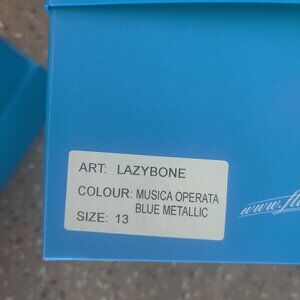 ART: LAZYBONE
COLOUR: MUSICA OPERATA
BLUE METALLIC
SIZE: 13